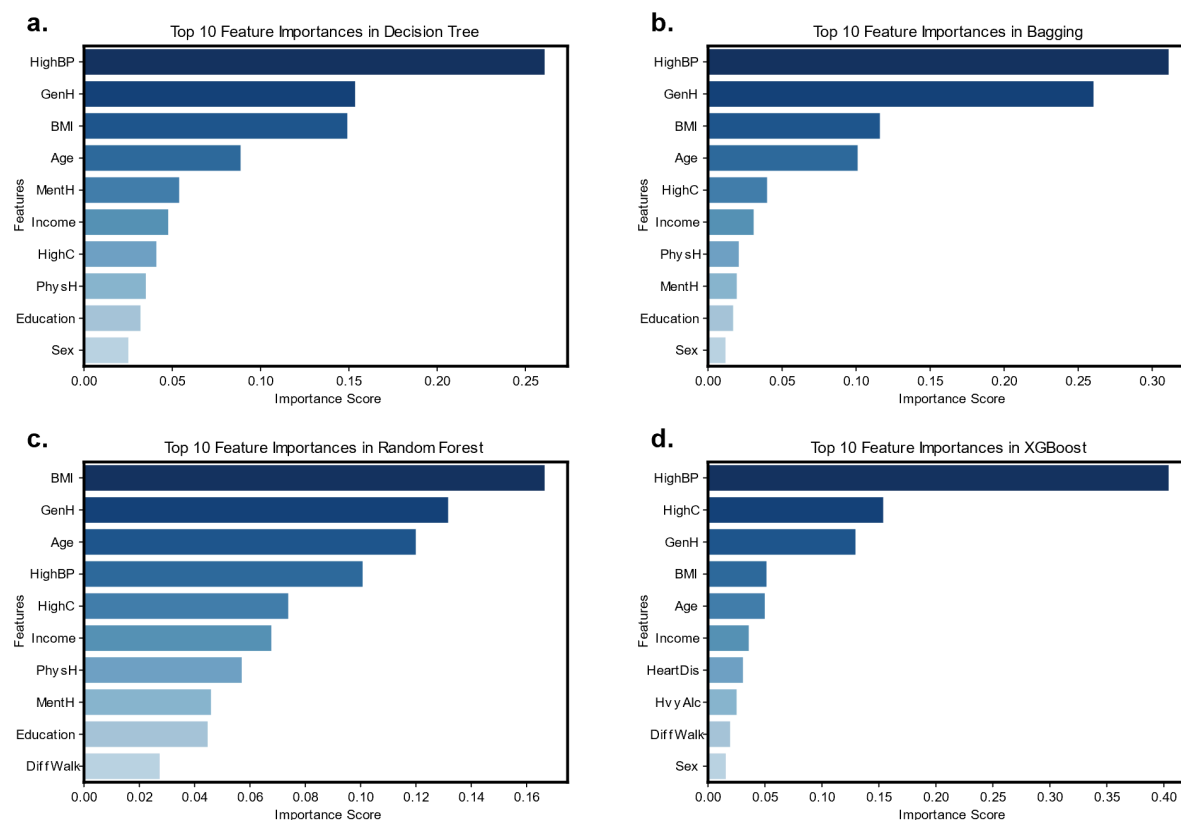 a.
Top 10 Feature Importances in Decision Tree
Features
HighBP
GenH
BMI
Age
MentH
Income
HighC
PhysH
Education
Sex
0.00 0.05 0.10 0.15 0.20 0.25
Importance Score
b.
Top 10 Feature Importances in Bagging
Features
HighBP
GenH
BMI
Age
HighC
Income
PhysH
MentH
Education
Sex
0.00 0.05 0.10 0.15 0.20 0.25 0.30
Importance Score
c.
Top 10 Feature Importances in Random Forest
Features
BMI
GenH
Age
HighBP
HighC
Income
PhysH
MentH
Education
DiffWalk
0.00 0.02 0.04 0.06 0.08 0.10 0.12 0.14 0.16
Importance Score
d.
Top 10 Feature Importances in XGBoost
Features
HighBP
HighC
GenH
BMI
Age
Income
HeartDis
HvyAlc
DiffWalk
Sex
0.00 0.05 0.10 0.15 0.20 0.25 0.30 0.35 0.40
Importance Score